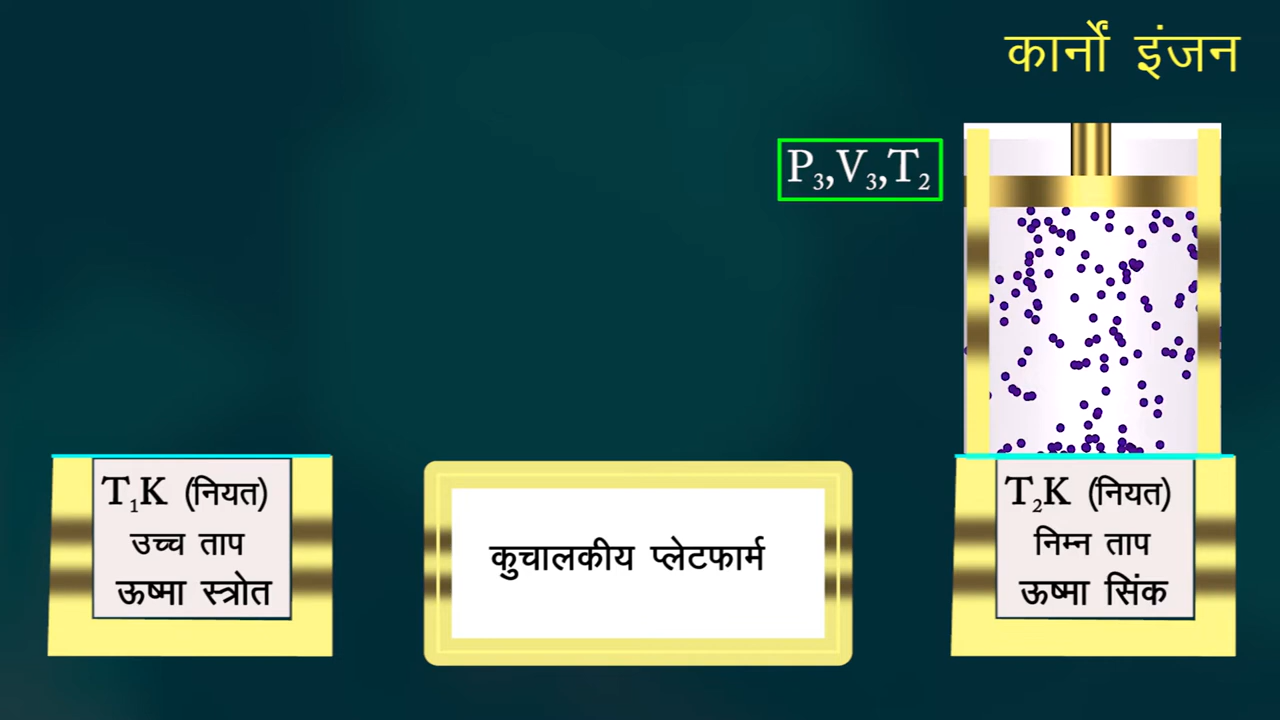 कार्नों इंजन
P₃,V₃,T₂
T₁K (नियत)
उच्च ताप
ऊष्मा स्त्रोत
कुचालकीय प्लेटफार्म
T₂K (नियत)
निम्न ताप
ऊष्मा सिंक